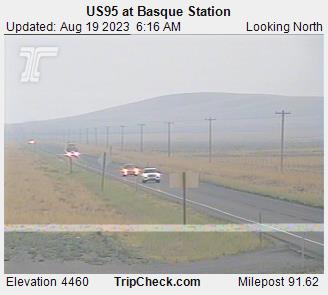 US95 at Basque Station
Updated: Aug 19 2023 6:16 AM Looking North
Elevation 4460 TripCheck.com Milepost 91.62